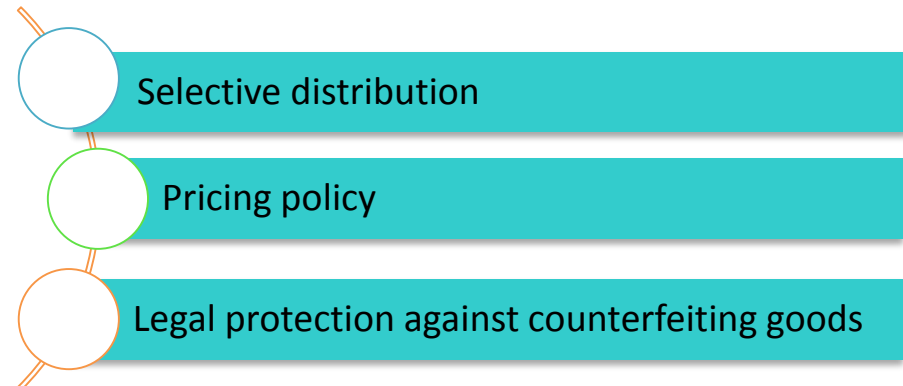 Selective distribution
Pricing policy
Legal protection against counterfeiting goods